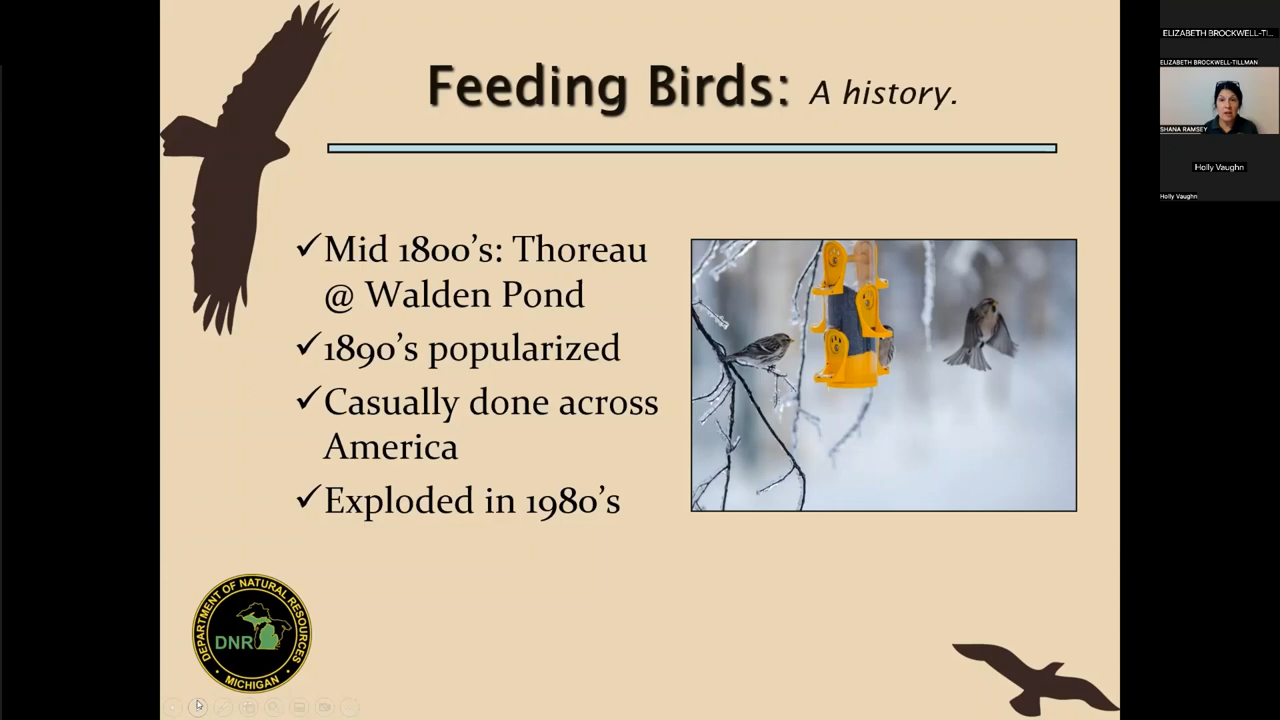 Feeding Birds: A history.
✓Mid 1800's: Thoreau
@ Walden Pond
✓1890's popularized
✓Casually done across
America
✓Exploded in 1980's
DEPARTMENT OF NATURAL RESOURCES
DNR
MICHIGAN
ELIZABETH BROCKWELL-TI...
ELIZABETH BROCKWELL-TILLMAN
SHANA RAMSEY
Holly Vaughn
Holly Vaughn